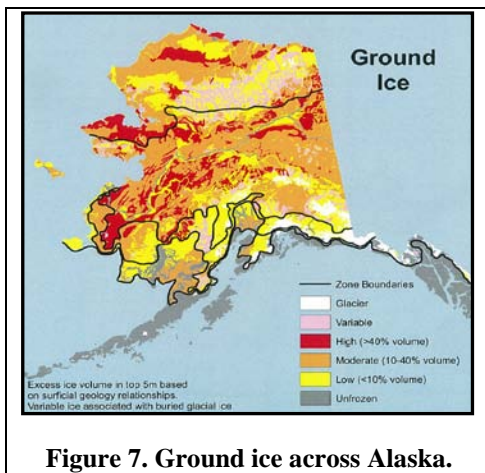 Ground
Ice
Zone Boundaries
Glacier
Variable
High (>40% volume)
Moderate (10-40% volume)
Low (<10% volume)
Unfrozen
Excess ice volume in top 5m based
on surficial geology relationships.
Variable ice associated with buried glacial ice.
Figure 7. Ground ice across Alaska.